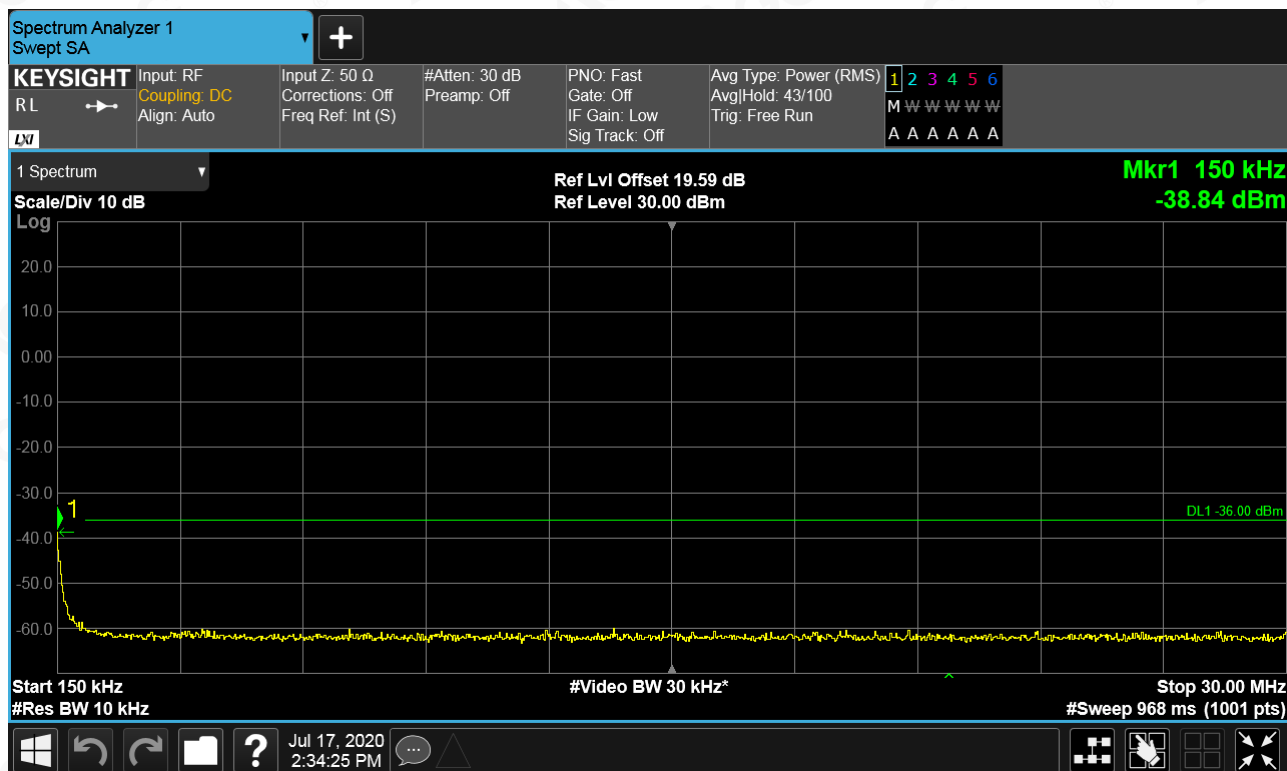 Spectrum Analyzer 1
Swept SA
KEYSIGHT
R L
LXI
Input: RF
Coupling: DC
Align: Auto
Input Z: 50 Ω
Corrections: Off
Freq Ref: Int (S)
#Atten: 30 dB
Preamp: Off
PNO: Fast
Gate: Off
IF Gain: Low
Sig Track: Off
Avg Type: Power (RMS)
Avg|Hold: 43/100
Trig: Free Run
1 2 3 4 5 6
M W W W W W
A A A A A A
1 Spectrum
Scale/Div 10 dB
Log
Ref Lvl Offset 19.59 dB
Ref Level 30.00 dBm
Mkr1 150 kHz
-38.84 dBm
20.0
10.0
0.00
-10.0
-20.0
-30.0
1
DL1 -36.00 dBm
-40.0
-50.0
-60.0
Start 150 kHz
#Video BW 30 kHz*
Stop 30.00 MHz
#Res BW 10 kHz
#Sweep 968 ms (1001 pts)
?
Jul 17, 2020
2:34:25 PM